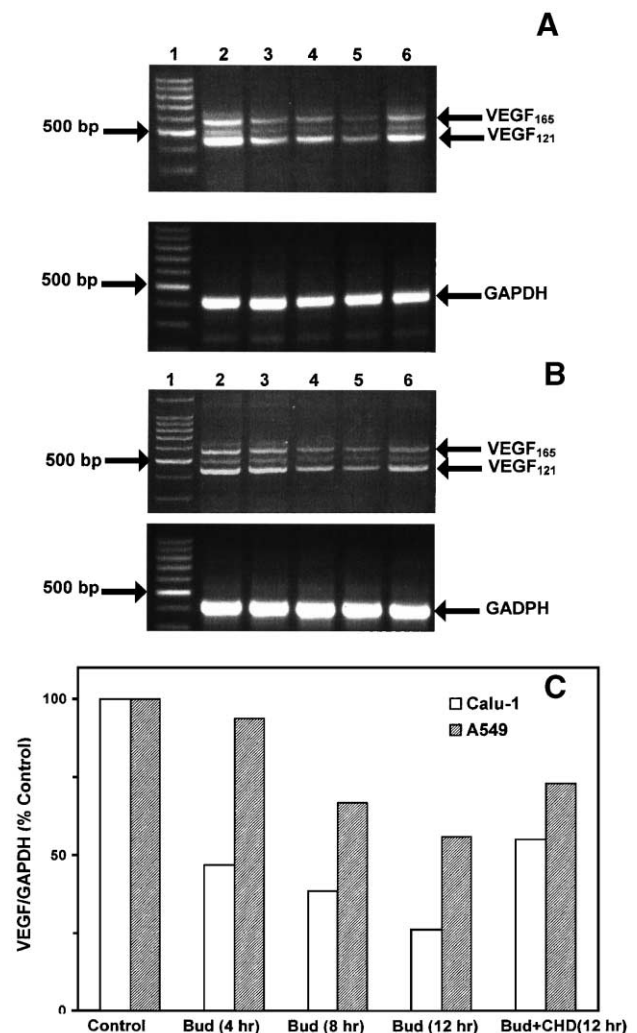 A
1 2 3 4 5 6
500 bp
VEGF165
VEGF121
500 bp
GAPDH
B
1 2 3 4 5 6
500 bp
VEGF165
VEGF121
500 bp
GADPH
C
VEGF/GAPDH (% Control)
100
50
0
Calu-1
A549
Control Bud (4 hr) Bud (8 hr) Bud (12 hr) Bud+CHD(12 hr)